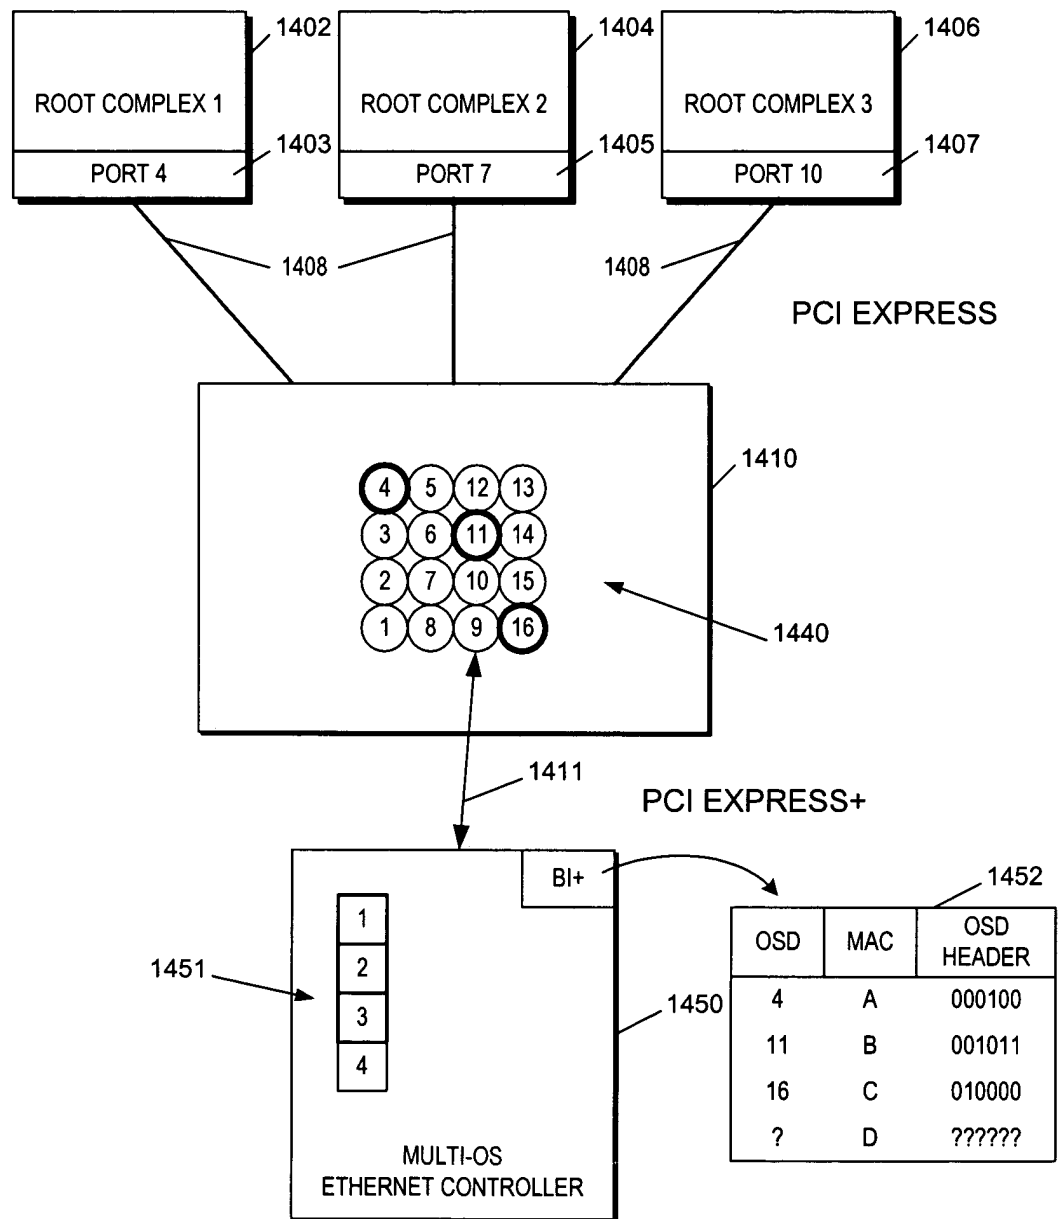 1402
1404
1406
ROOT COMPLEX 1
ROOT COMPLEX 2
ROOT COMPLEX 3
1403
1405
1407
PORT 4
PORT 7
PORT 10
1408
1408
PCI EXPRESS
1410
4 5 12 13
3 6 11 14
2 7 10 15
1 8 9 16
1440
1411
PCI EXPRESS+
BI+
1452
OSD MAC OSD HEADER
4 A 000100
11 B 001011
16 C 010000
? D ??????
1
2
3
4
1451
1450
MULTI-OS
ETHERNET CONTROLLER